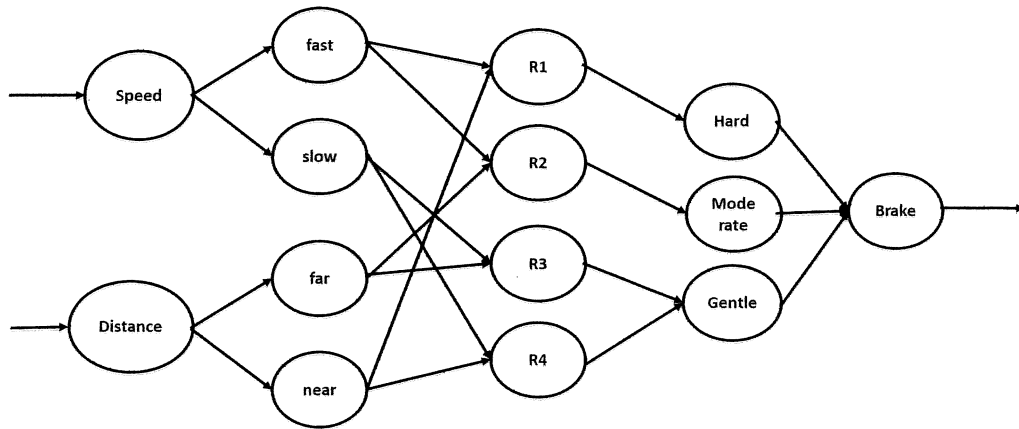 Speed
Distance
fast
slow
far
near
R1
R2
R3
R4
Hard
Mode
rate
Gentle
Brake